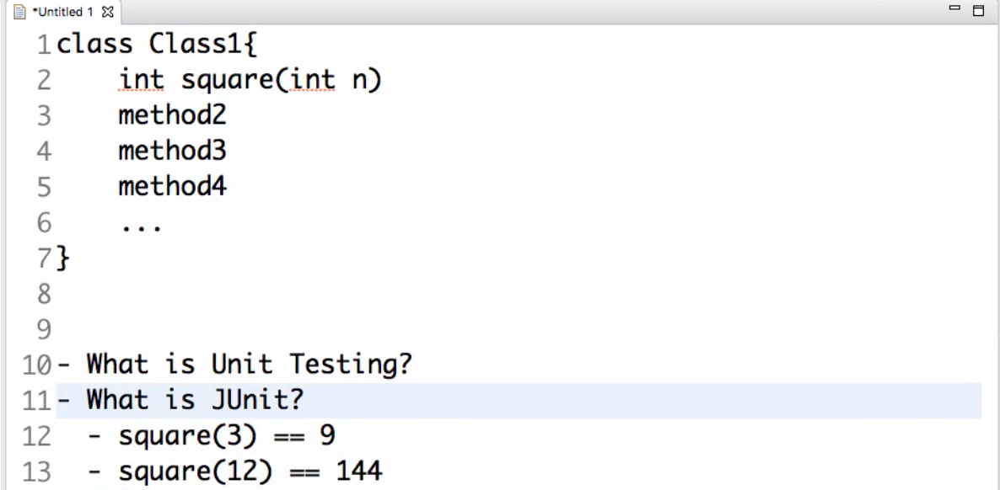 *Untitled 1
1 class Class1{
2     int square(int n)
3     method2
4     method3
5     method4
6     ...
7 }
8
9
10 - What is Unit Testing?
11 - What is JUnit?
12   - square(3) == 9
13   - square(12) == 144